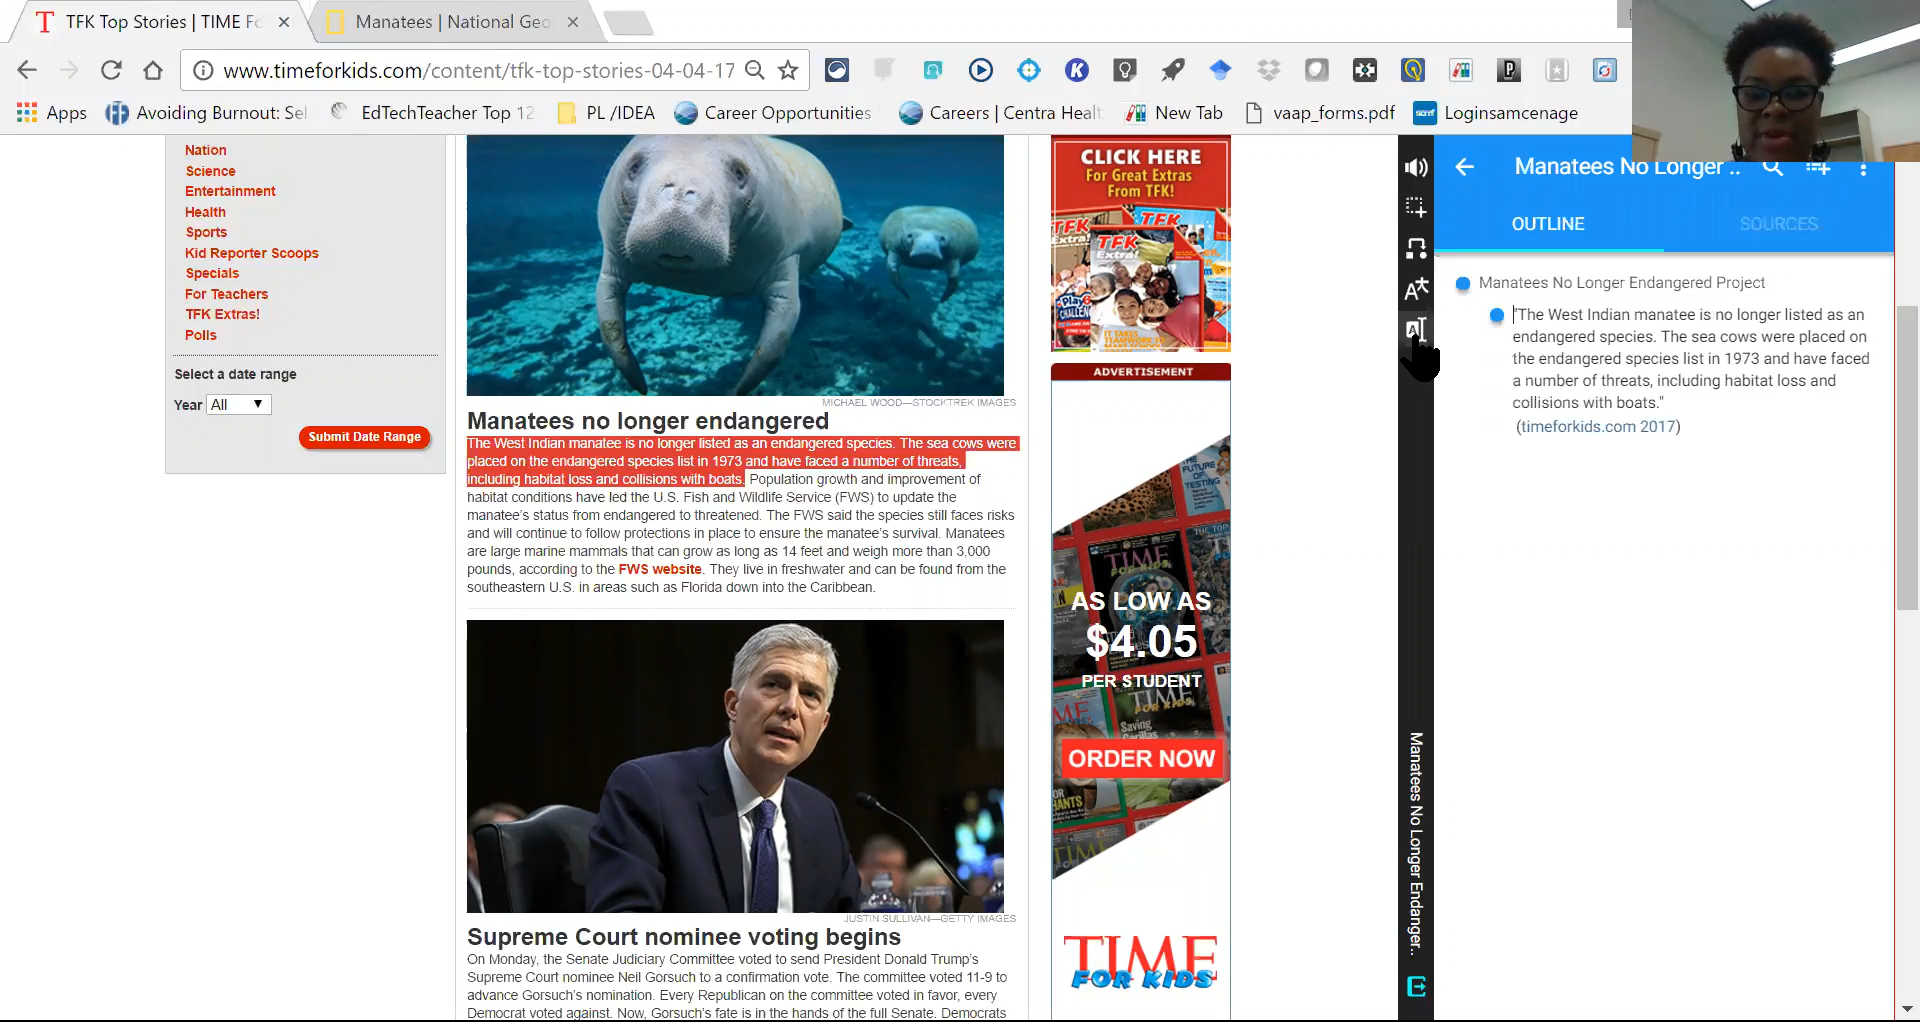 TFK Top Stories | TIME Fo
Manatees | National Geo
www.timeforkids.com/content/tfk-top-stories-04-04-17
Apps
Avoiding Burnout: Sel
EdTechTeacher Top 12
PL /IDEA
Career Opportunities
Careers | Centra Healt
New Tab
vaap_forms.pdf
Loginsamcenage
Nation
Science
Entertainment
Health
Sports
Kid Reporter Scoops
Specials
For Teachers
TFK Extras!
Polls
Select a date range
Year All
Submit Date Range
MICHAEL WOOD—STOCKTREK IMAGES
Manatees no longer endangered
The West Indian manatee is no longer listed as an endangered species. The sea cows were
placed on the endangered species list in 1973 and have faced a number of threats,
including habitat loss and collisions with boats. Population growth and improvement of
habitat conditions have led the U.S. Fish and Wildlife Service (FWS) to update the
manatee's status from endangered to threatened. The FWS said the species still faces risks
and will continue to follow protections in place to ensure the manatee's survival. Manatees
are large marine mammals that can grow as long as 14 feet and weigh more than 3,000
pounds, according to the FWS website. They live in freshwater and can be found from the
southeastern U.S. in areas such as Florida down into the Caribbean.
JUSTIN SULLIVAN—GETTY IMAGES
Supreme Court nominee voting begins
On Monday, the Senate Judiciary Committee voted to send President Donald Trump's
Supreme Court nominee Neil Gorsuch to a confirmation vote. The committee voted 11-9 to
advance Gorsuch's nomination. Every Republican on the committee voted in favor, every
Democrat voted against. Now, Gorsuch's fate is in the hands of the full Senate. Democrats
CLICK HERE
For Great Extras
From TFK!
TFK
TFK
Extra!
TFK
Extra!
ADVERTISEMENT
THE
FUTURE OF
TESTING
TIME
FOR KIDS
AS LOW AS
$4.05
PER STUDENT
TIME
FOR KIDS
Saving
Gorillas
ORDER NOW
TIME
FOR KIDS
Manatees No Longer ..
OUTLINE
SOURCES
Manatees No Longer Endangered Project
"The West Indian manatee is no longer listed as an
endangered species. The sea cows were placed on
the endangered species list in 1973 and have faced
a number of threats, including habitat loss and
collisions with boats."
(timeforkids.com 2017)
Manatees No Longer Endanger..